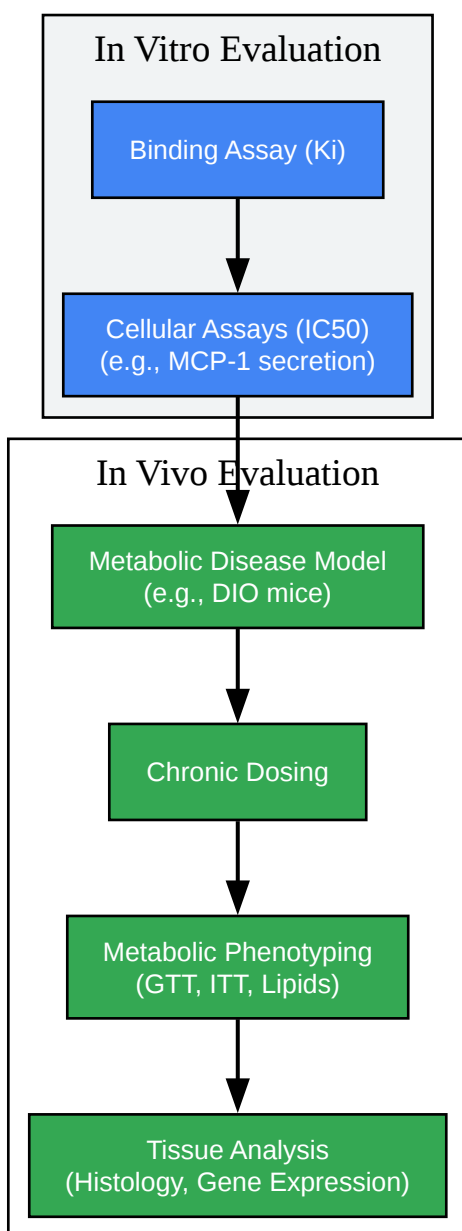 In Vitro Evaluation
Binding Assay (Ki)
Cellular Assays (IC50)
(e.g., MCP-1 secretion)
In Vivo Evaluation
Metabolic Disease Model
(e.g., DIO mice)
Chronic Dosing
Metabolic Phenotyping
(GTT, ITT, Lipids)
Tissue Analysis
(Histology, Gene Expression)